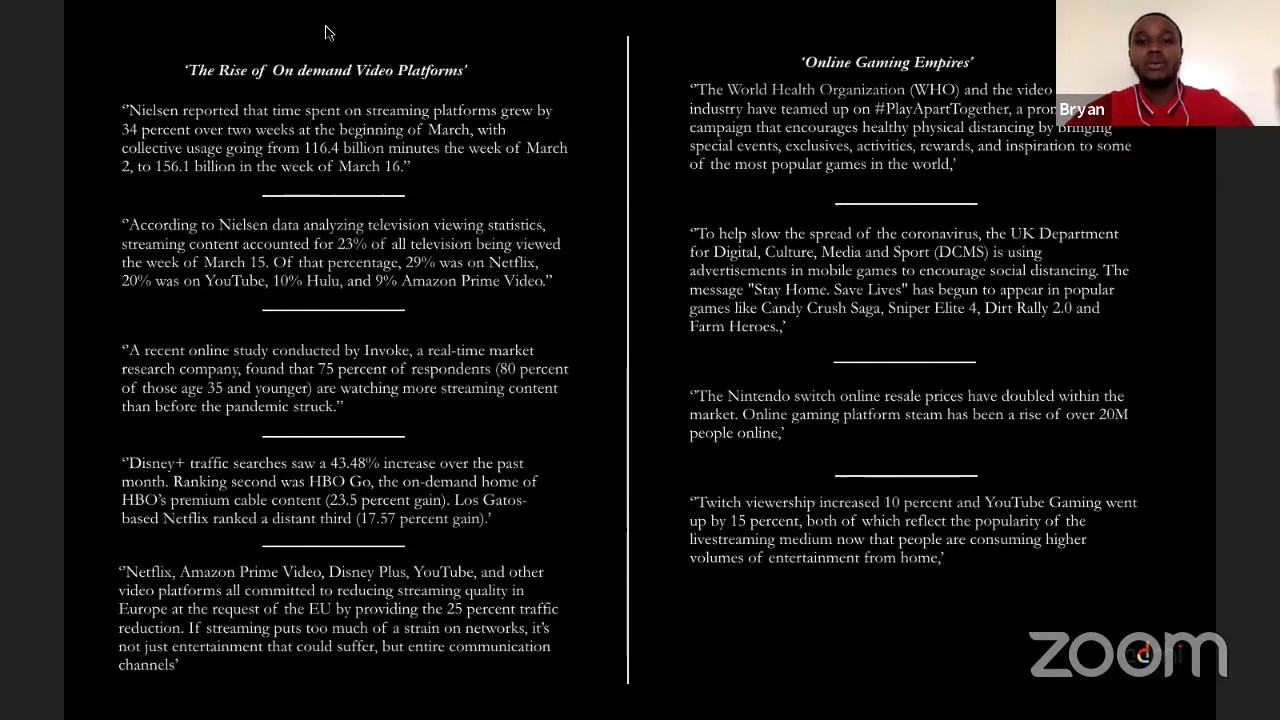 ‘The Rise of On demand Video Platforms’
‘’Nielsen reported that time spent on streaming platforms grew by
34 percent over two weeks at the beginning of March, with
collective usage going from 116.4 billion minutes the week of March
2, to 156.1 billion in the week of March 16.”
‘’According to Nielsen data analyzing television viewing statistics,
streaming content accounted for 23% of all television being viewed
the week of March 15. Of that percentage, 29% was on Netflix,
20% was on YouTube, 10% Hulu, and 9% Amazon Prime Video.”
‘’A recent online study conducted by Invoke, a real-time market
research company, found that 75 percent of respondents (80 percent
of those age 35 and younger) are watching more streaming content
than before the pandemic struck.”
‘’Disney+ traffic searches saw a 43.48% increase over the past
month. Ranking second was HBO Go, the on-demand home of
HBO’s premium cable content (23.5 percent gain). Los Gatos-
based Netflix ranked a distant third (17.57 percent gain).’
‘’Netflix, Amazon Prime Video, Disney Plus, YouTube, and other
video platforms all committed to reducing streaming quality in
Europe at the request of the EU by providing the 25 percent traffic
reduction. If streaming puts too much of a strain on networks, it’s
not just entertainment that could suffer, but entire communication
channels’
‘Online Gaming Empires’
‘’The World Health Organization (WHO) and the video
industry have teamed up on #PlayApartTogether, a
campaign that encourages healthy physical distancing by bringing
special events, exclusives, activities, rewards, and inspiration to some
of the most popular games in the world,’
‘’To help slow the spread of the coronavirus, the UK Department
for Digital, Culture, Media and Sport (DCMS) is using
advertisements in mobile games to encourage social distancing. The
message "Stay Home. Save Lives" has begun to appear in popular
games like Candy Crush Saga, Sniper Elite 4, Dirt Rally 2.0 and
Farm Heroes.,’
‘’The Nintendo switch online resale prices have doubled within the
market. Online gaming platform steam has been a rise of over 20M
people online,’
‘’Twitch viewership increased 10 percent and YouTube Gaming went
up by 15 percent, both of which reflect the popularity of the
livestreaming medium now that people are consuming higher
volumes of entertainment from home,’
Bryan
zoom